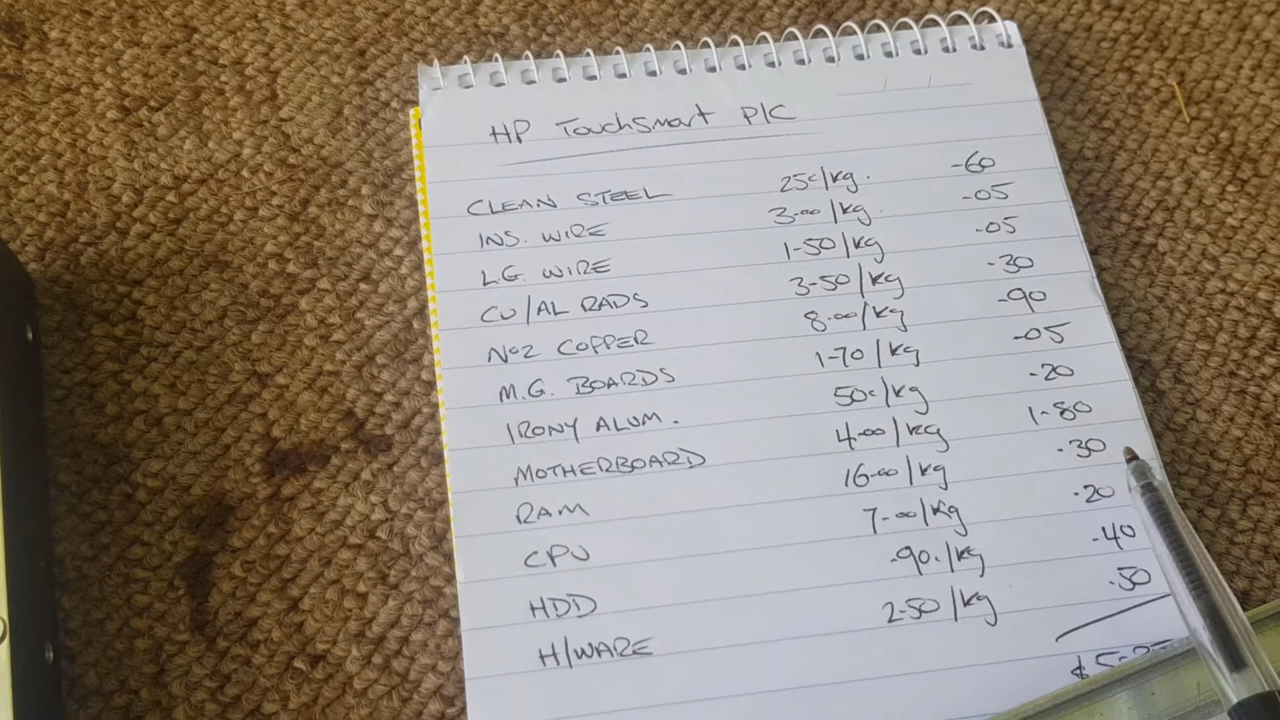 HP TouchSmart P/C
CLEAN STEEL 25c/kg. -60
INS. WIRE 3-00/kg. -05
L.G. WIRE 1-50/kg -05
CU/AL RADS 3-50/kg -30
No2 COPPER 8-00/kg -90
M.G. BOARDS 1-70/kg -05
IRONY ALUM. 50c/kg -20
MOTHERBOARD 4-00/kg 1-80
RAM 16-00/kg -30
CPU 7-00/kg -20
HDD -90/kg -40
H/WARE 2-50/kg -50